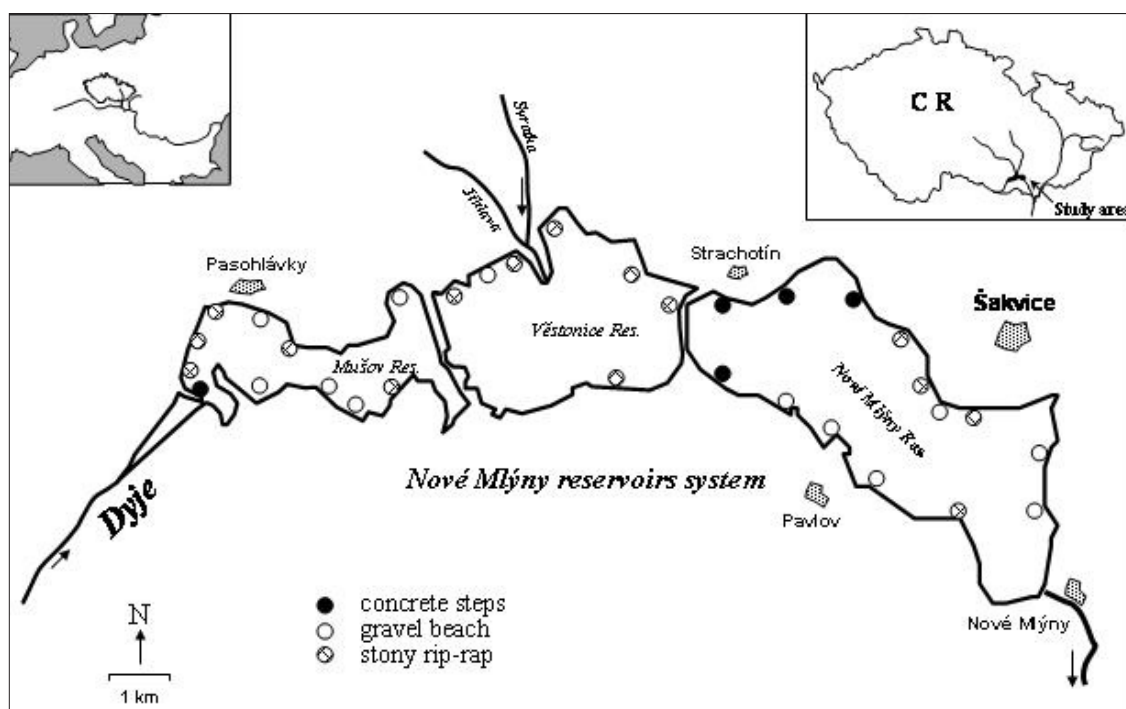 C R
Study area
Svratka
Jihlava
Pasohlávky
Strachotín
Šakvice
Věstonice Res.
Mušov Res.
Nové Mlýny Res.
Nové Mlýny reservoirs system
Dyje
Pavlov
Nové Mlýny
N
1 km
concrete steps
gravel beach
stony rip-rap